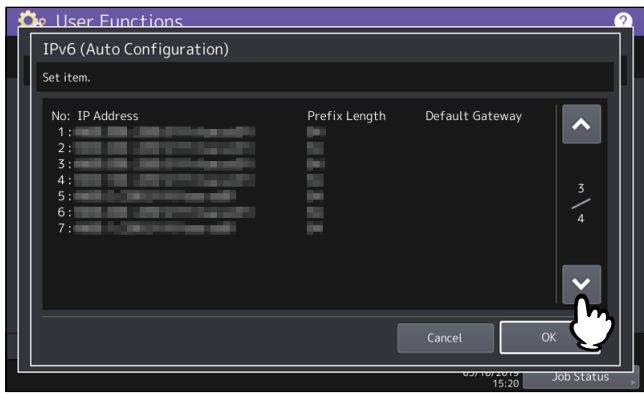 User Functions
?
IPv6 (Auto Configuration)
Set item.
No: IP Address Prefix Length Default Gateway
1 :
2 :
3 :
4 :
5 :
6 :
7 :
3
4
Cancel
OK
15:20
Job Status